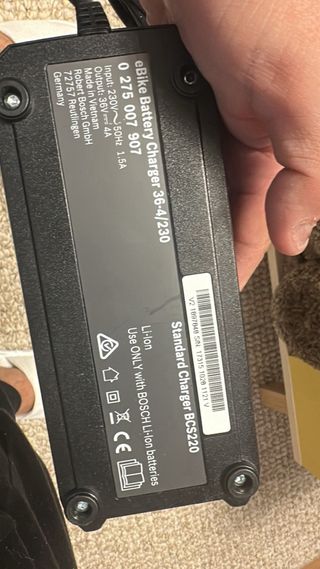 eBike Battery Charger 36-4/230
0 275 007 907
Input: 230V~ 50Hz 1.5A
Output: 36V⎓ 4A
Made in Vietnam
Robert Bosch GmbH
72757 Reutlingen
Germany
Standard Charger BCS220
Li-Ion
Use ONLY with BOSCH Li-Ion batteries
CE